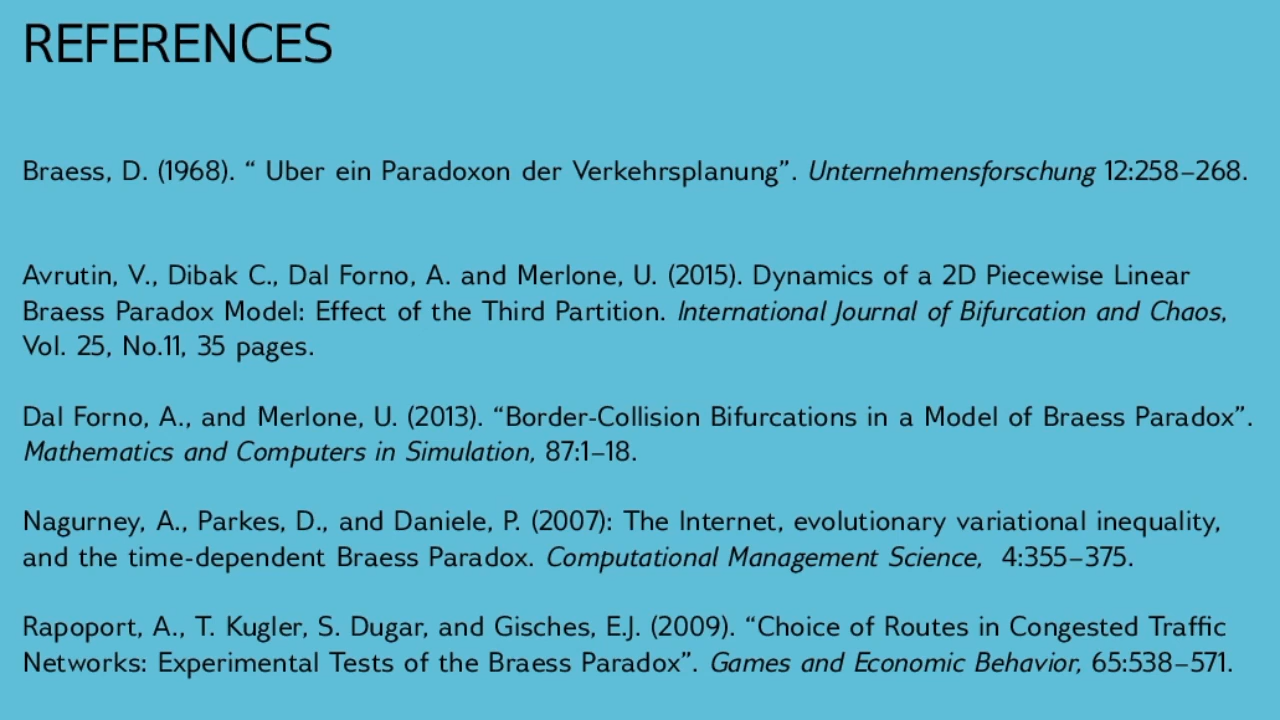 REFERENCES
Braess, D. (1968). “ Uber ein Paradoxon der Verkehrsplanung”. Unternehmensforschung 12:258–268.
Avrutin, V., Dibak C., Dal Forno, A. and Merlone, U. (2015). Dynamics of a 2D Piecewise Linear
Braess Paradox Model: Effect of the Third Partition. International Journal of Bifurcation and Chaos,
Vol. 25, No.11, 35 pages.
Dal Forno, A., and Merlone, U. (2013). “Border-Collision Bifurcations in a Model of Braess Paradox”.
Mathematics and Computers in Simulation, 87:1–18.
Nagurney, A., Parkes, D., and Daniele, P. (2007): The Internet, evolutionary variational inequality,
and the time-dependent Braess Paradox. Computational Management Science, 4:355–375.
Rapoport, A., T. Kugler, S. Dugar, and Gisches, E.J. (2009). “Choice of Routes in Congested Traffic
Networks: Experimental Tests of the Braess Paradox”. Games and Economic Behavior, 65:538–571.